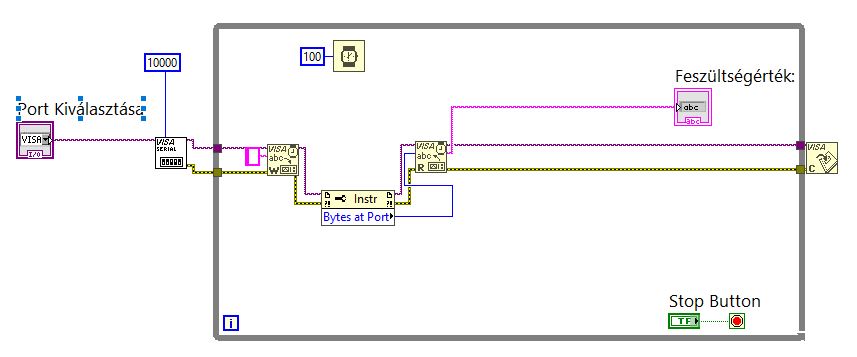 10000
100
Feszültségérték:
Port Kiválasztása
VISA
I/O
abc
abc
VISA
SERIAL
VISA
abc
W
VISA
abc
R
VISA
C
Instr
Bytes at Port
Stop Button
TF
i